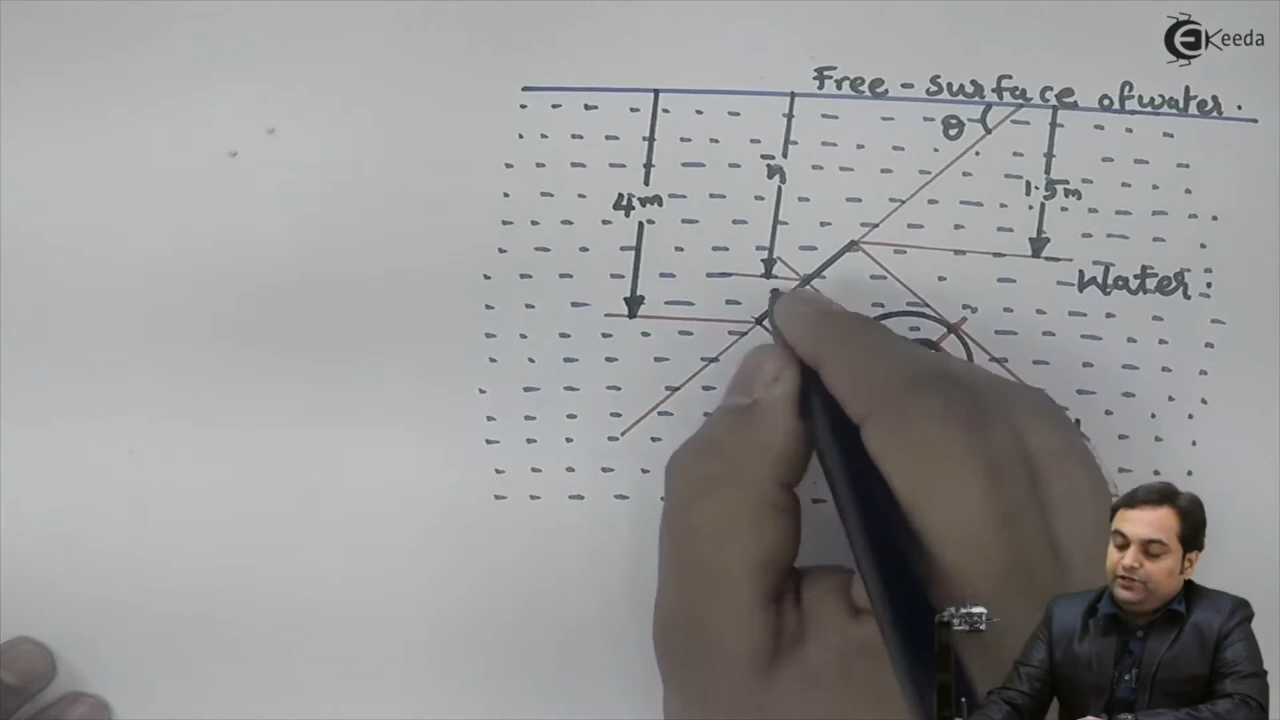 Keeda
Free-surface of water.
θ
n
1.5m
4m
Water: